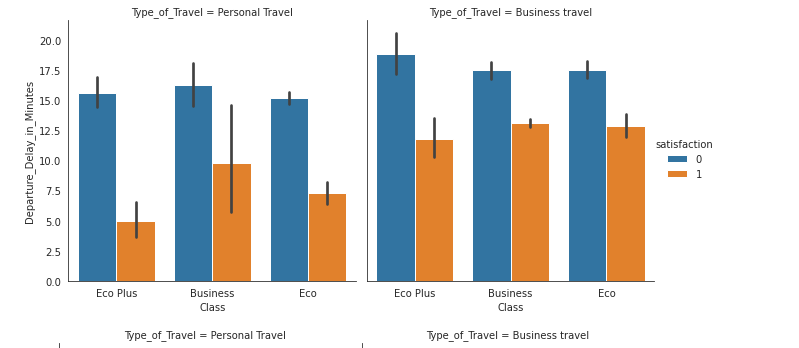 Type_of_Travel = Personal Travel
Type_of_Travel = Business travel
Departure_Delay_in_Minutes
20.0
17.5
15.0
12.5
10.0
7.5
5.0
2.5
0.0
Eco Plus Business Eco
Class
Eco Plus Business Eco
Class
satisfaction
0
1
Type_of_Travel = Personal Travel
Type_of_Travel = Business travel